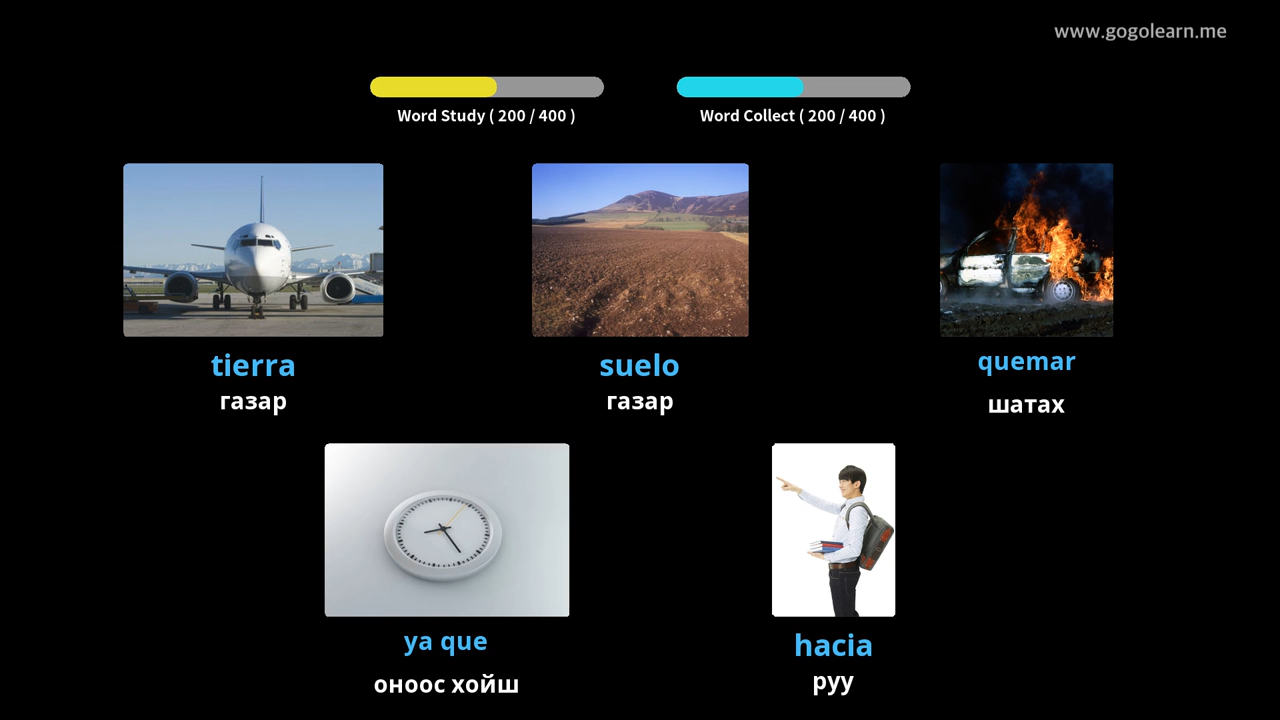 www.gogolearn.me
Word Study ( 200 / 400 )
Word Collect ( 200 / 400 )
tierra
газар
suelo
газар
quemar
шатах
ya que
оноос хойш
hacia
руу